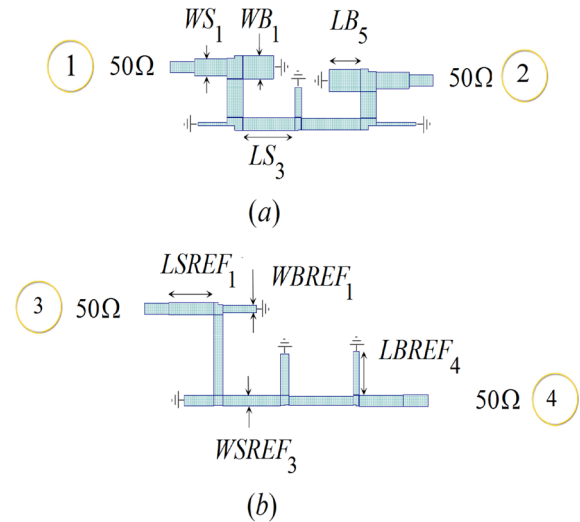 WS₁ WB₁ LB₅
1 50Ω 50Ω 2
LS₃
(a)
LSREF₁ WBREF₁
3 50Ω
LBREF₄
50Ω 4
WSREF₃
(b)